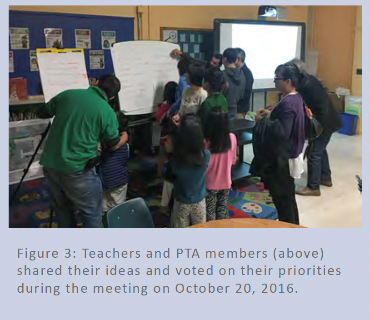 Figure 3: Teachers and PTA members (above)
shared their ideas and voted on their priorities
during the meeting on October 20, 2016.